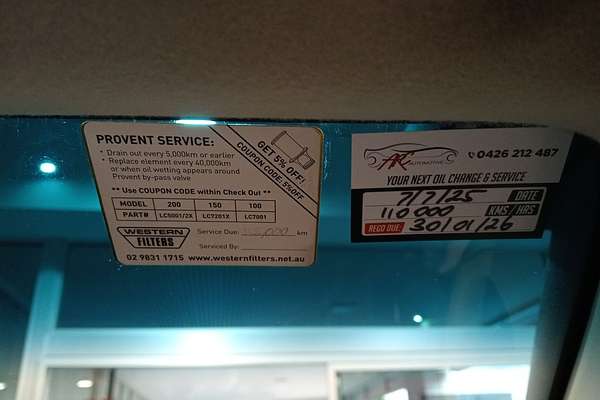 PROVENT SERVICE:
• Drain out every 5,000km or earlier
• Replace element every 40,000km
or when oil wetting appears around
Provent by-pass valve
GET 5% OFF!
COUPON CODE: 5%OFF
** Use COUPON CODE within Check Out **
MODEL 200 150 100
PART# LC5001/2X LC7201X LC7001
WESTERN
FILTERS
Service Due: km
Serviced By:
02 9831 1715 www.westernfilters.net.au
ARC AUTOMOTIVE 0426 212 487
YOUR NEXT OIL CHANGE & SERVICE
7/7/25 DATE
110 000 KMS / HRS
REGO DUE: 30/01/26